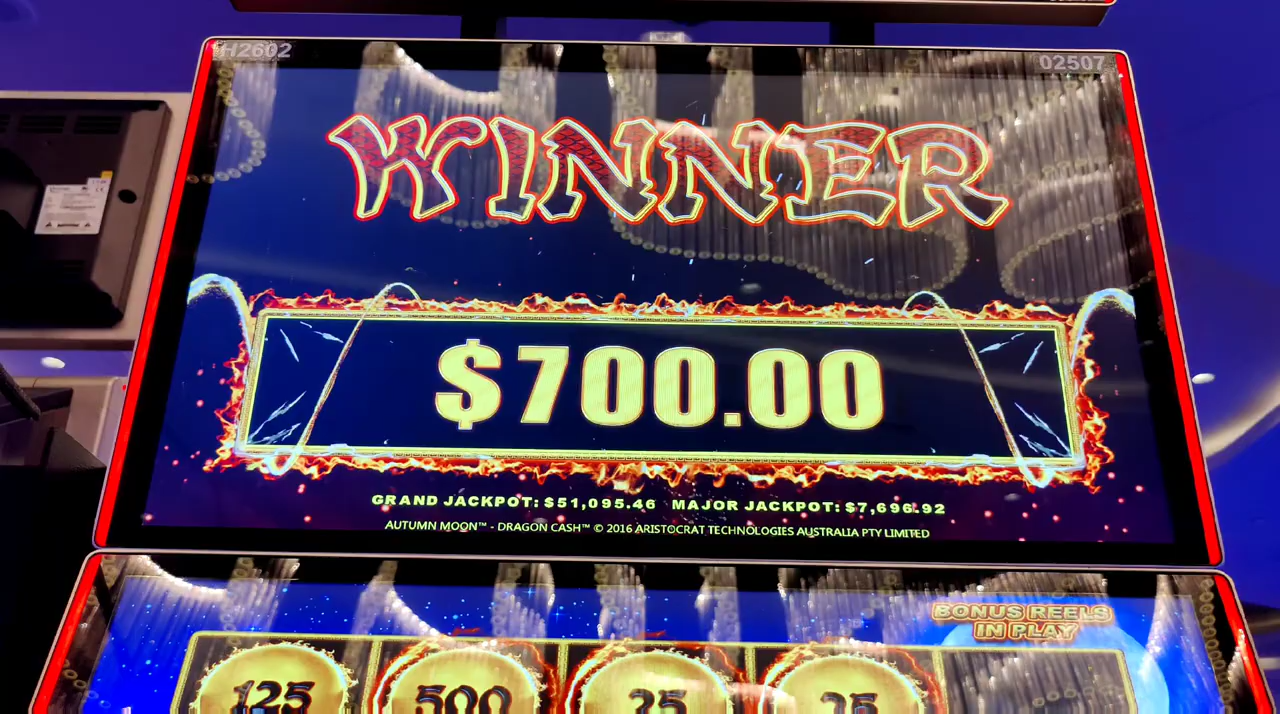 H2602
02507
WINNER
$700.00
GRAND JACKPOT: $51,095.46 MAJOR JACKPOT: $7,696.92
AUTUMN MOON™ - DRAGON CASH™ © 2016 ARISTOCRAT TECHNOLOGIES AUSTRALIA PTY LIMITED
BONUS REELS
IN PLAY
125 500 25 25